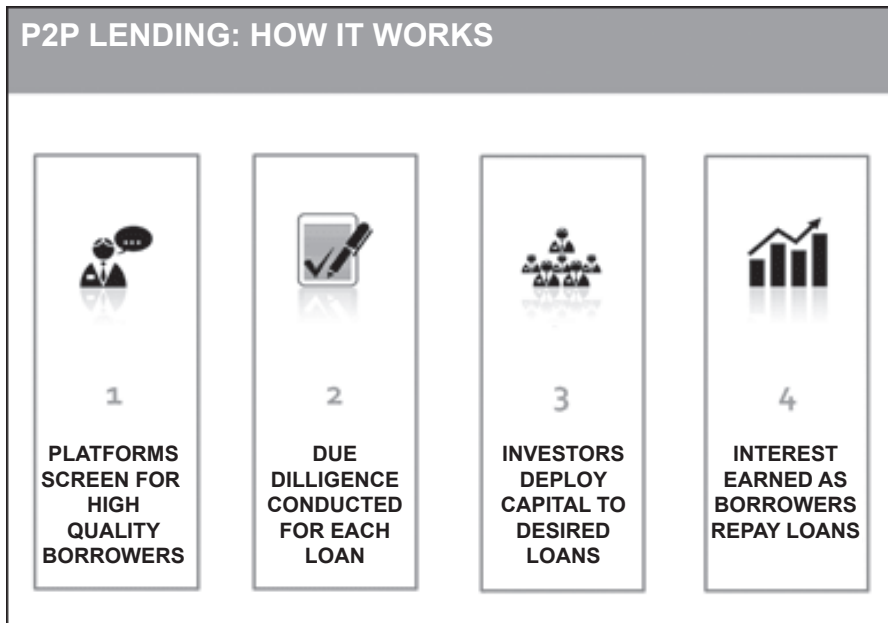 P2P LENDING: HOW IT WORKS
1
PLATFORMS
SCREEN FOR
HIGH
QUALITY
BORROWERS
2
DUE
DILLIGENCE
CONDUCTED
FOR EACH
LOAN
3
INVESTORS
DEPLOY
CAPITAL TO
DESIRED
LOANS
4
INTEREST
EARNED AS
BORROWERS
REPAY LOANS